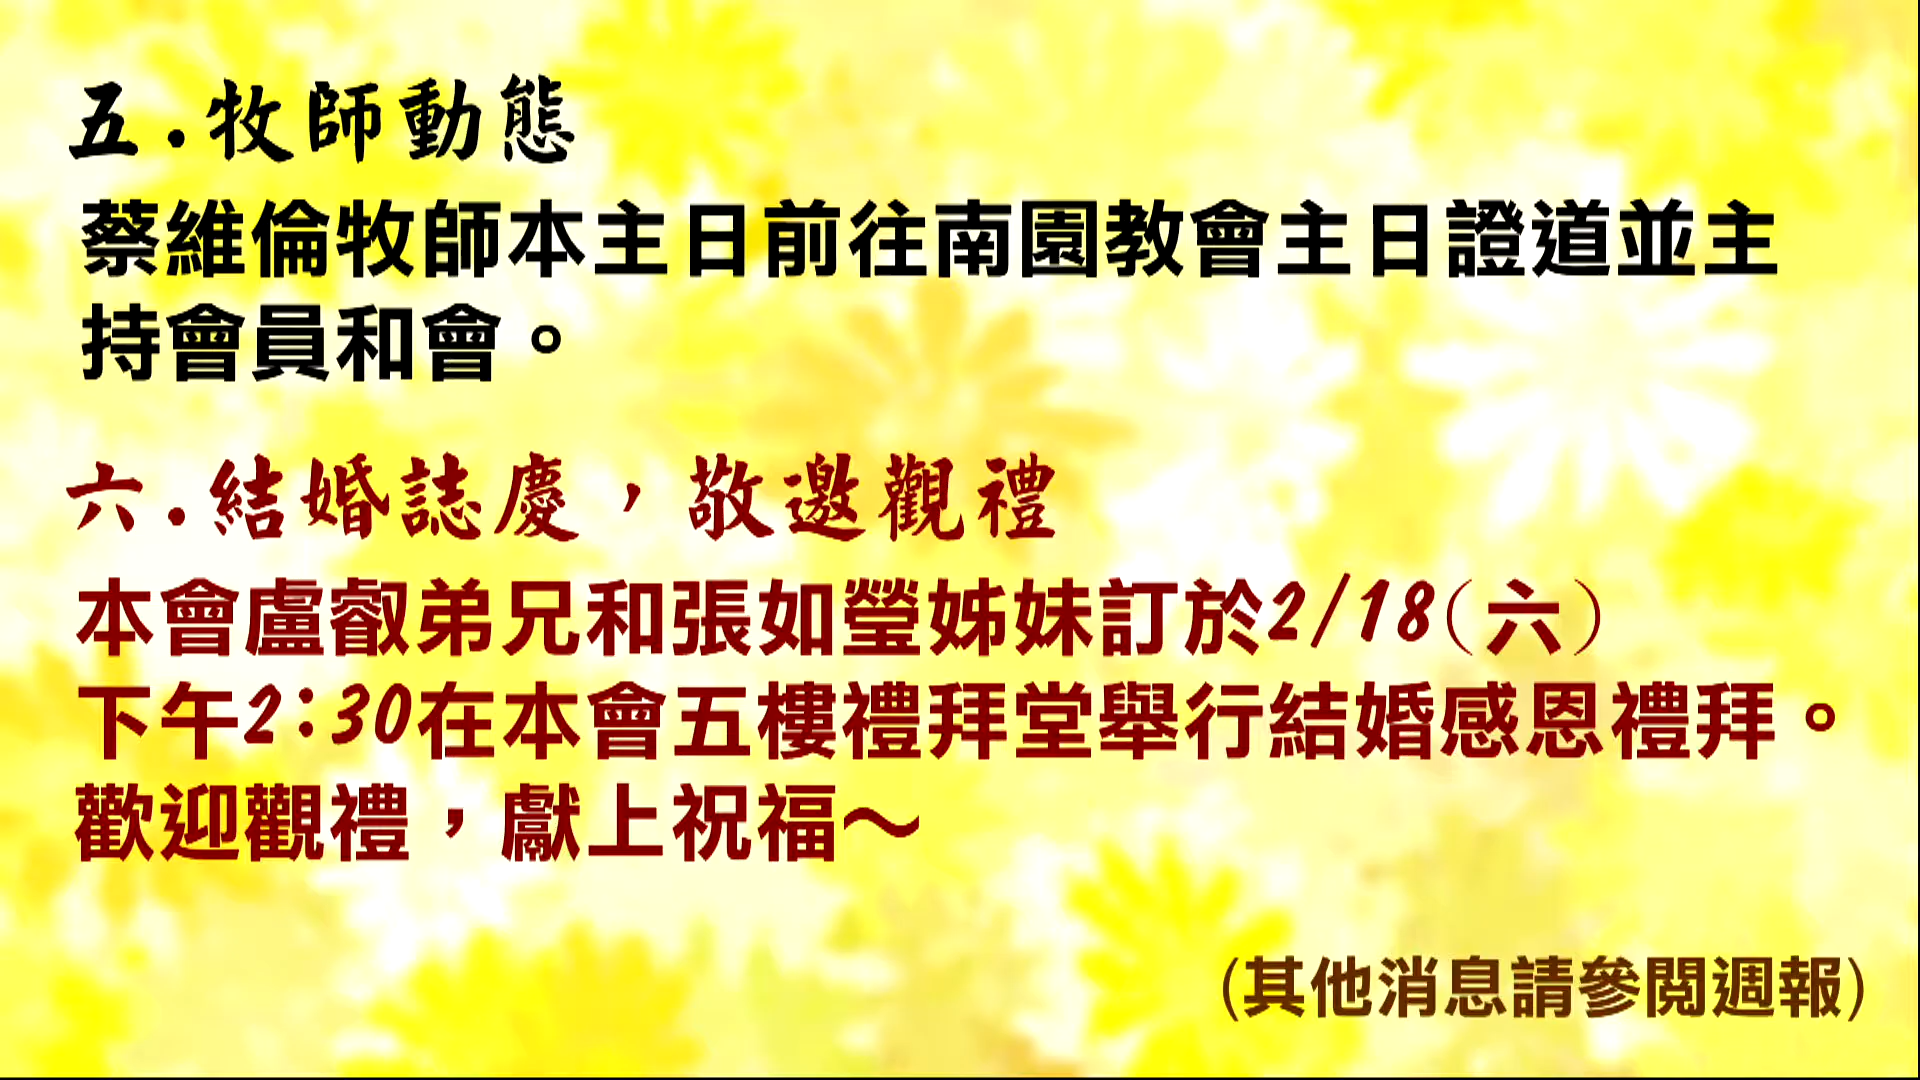 五.牧師動態
蔡維倫牧師本主日前往南園教會主日證道並主
持會員和會。
六.結婚誌慶，敬邀觀禮
本會盧叡弟兄和張如瑩姊妹訂於2/18(六)
下午2:30在本會五樓禮拜堂舉行結婚感恩禮拜。
歡迎觀禮，獻上祝福～
(其他消息請參閱週報)